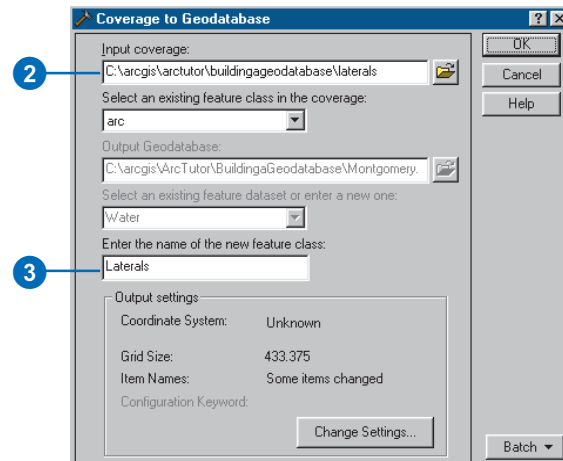 Coverage to Geodatabase
Input coverage:
2
C:\arcgis\arctutor\buildingageodatabase\laterals
Select an existing feature class in the coverage:
arc
Output Geodatabase:
C:\arcgis\ArcTutor\BuildingaGeodatabase\Montgomery.
Select an existing feature dataset or enter a new one:
Water
Enter the name of the new feature class:
3
Laterals
Output settings
Coordinate System: Unknown
Grid Size: 433.375
Item Names: Some items changed
Configuration Keyword:
Change Settings...
OK
Cancel
Help
Batch